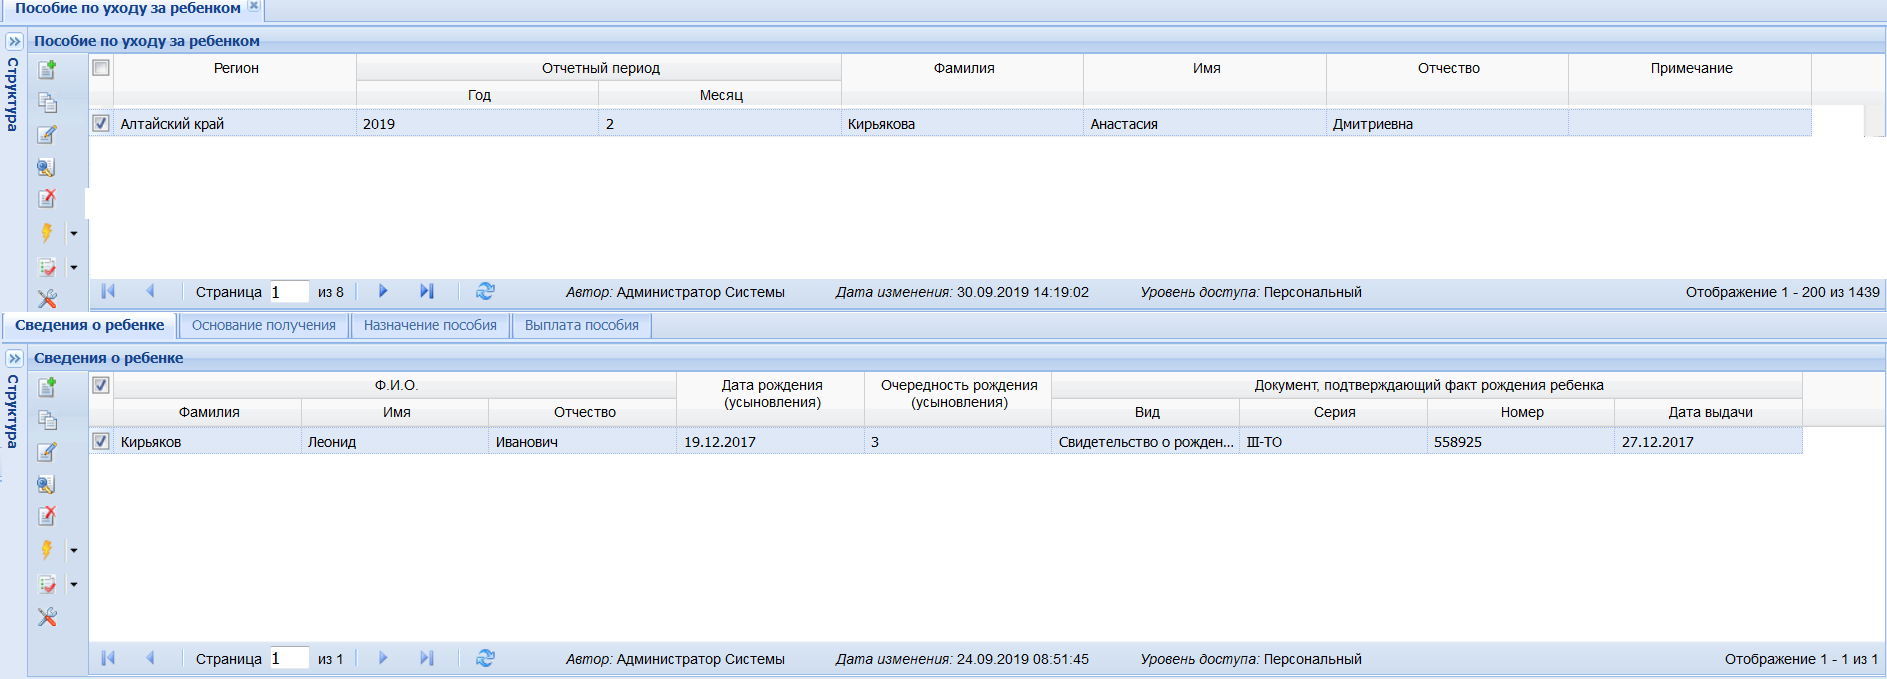 Пособие по уходу за ребенком
Пособие по уходу за ребенком
Структура
Регион Отчетный период Фамилия Имя Отчество Примечание
Год Месяц
Алтайский край 2019 2 Кирьякова Анастасия Дмитриевна
Страница 1 из 8 Автор: Администратор Системы Дата изменения: 30.09.2019 14:19:02 Уровень доступа: Персональный Отображение 1 - 200 из 1439
Сведения о ребенке Основание получения Назначение пособия Выплата пособия
Сведения о ребенке
Структура
Ф.И.О. Дата рождения Очередность рождения Документ, подтверждающий факт рождения ребенка
(усыновления) (усыновления)
Фамилия Имя Отчество Вид Серия Номер Дата выдачи
Кирьяков Леонид Иванович 19.12.2017 3 Свидетельство о рожден... III-ТО 558925 27.12.2017
Страница 1 из 1 Автор: Администратор Системы Дата изменения: 24.09.2019 08:51:45 Уровень доступа: Персональный Отображение 1 - 1 из 1